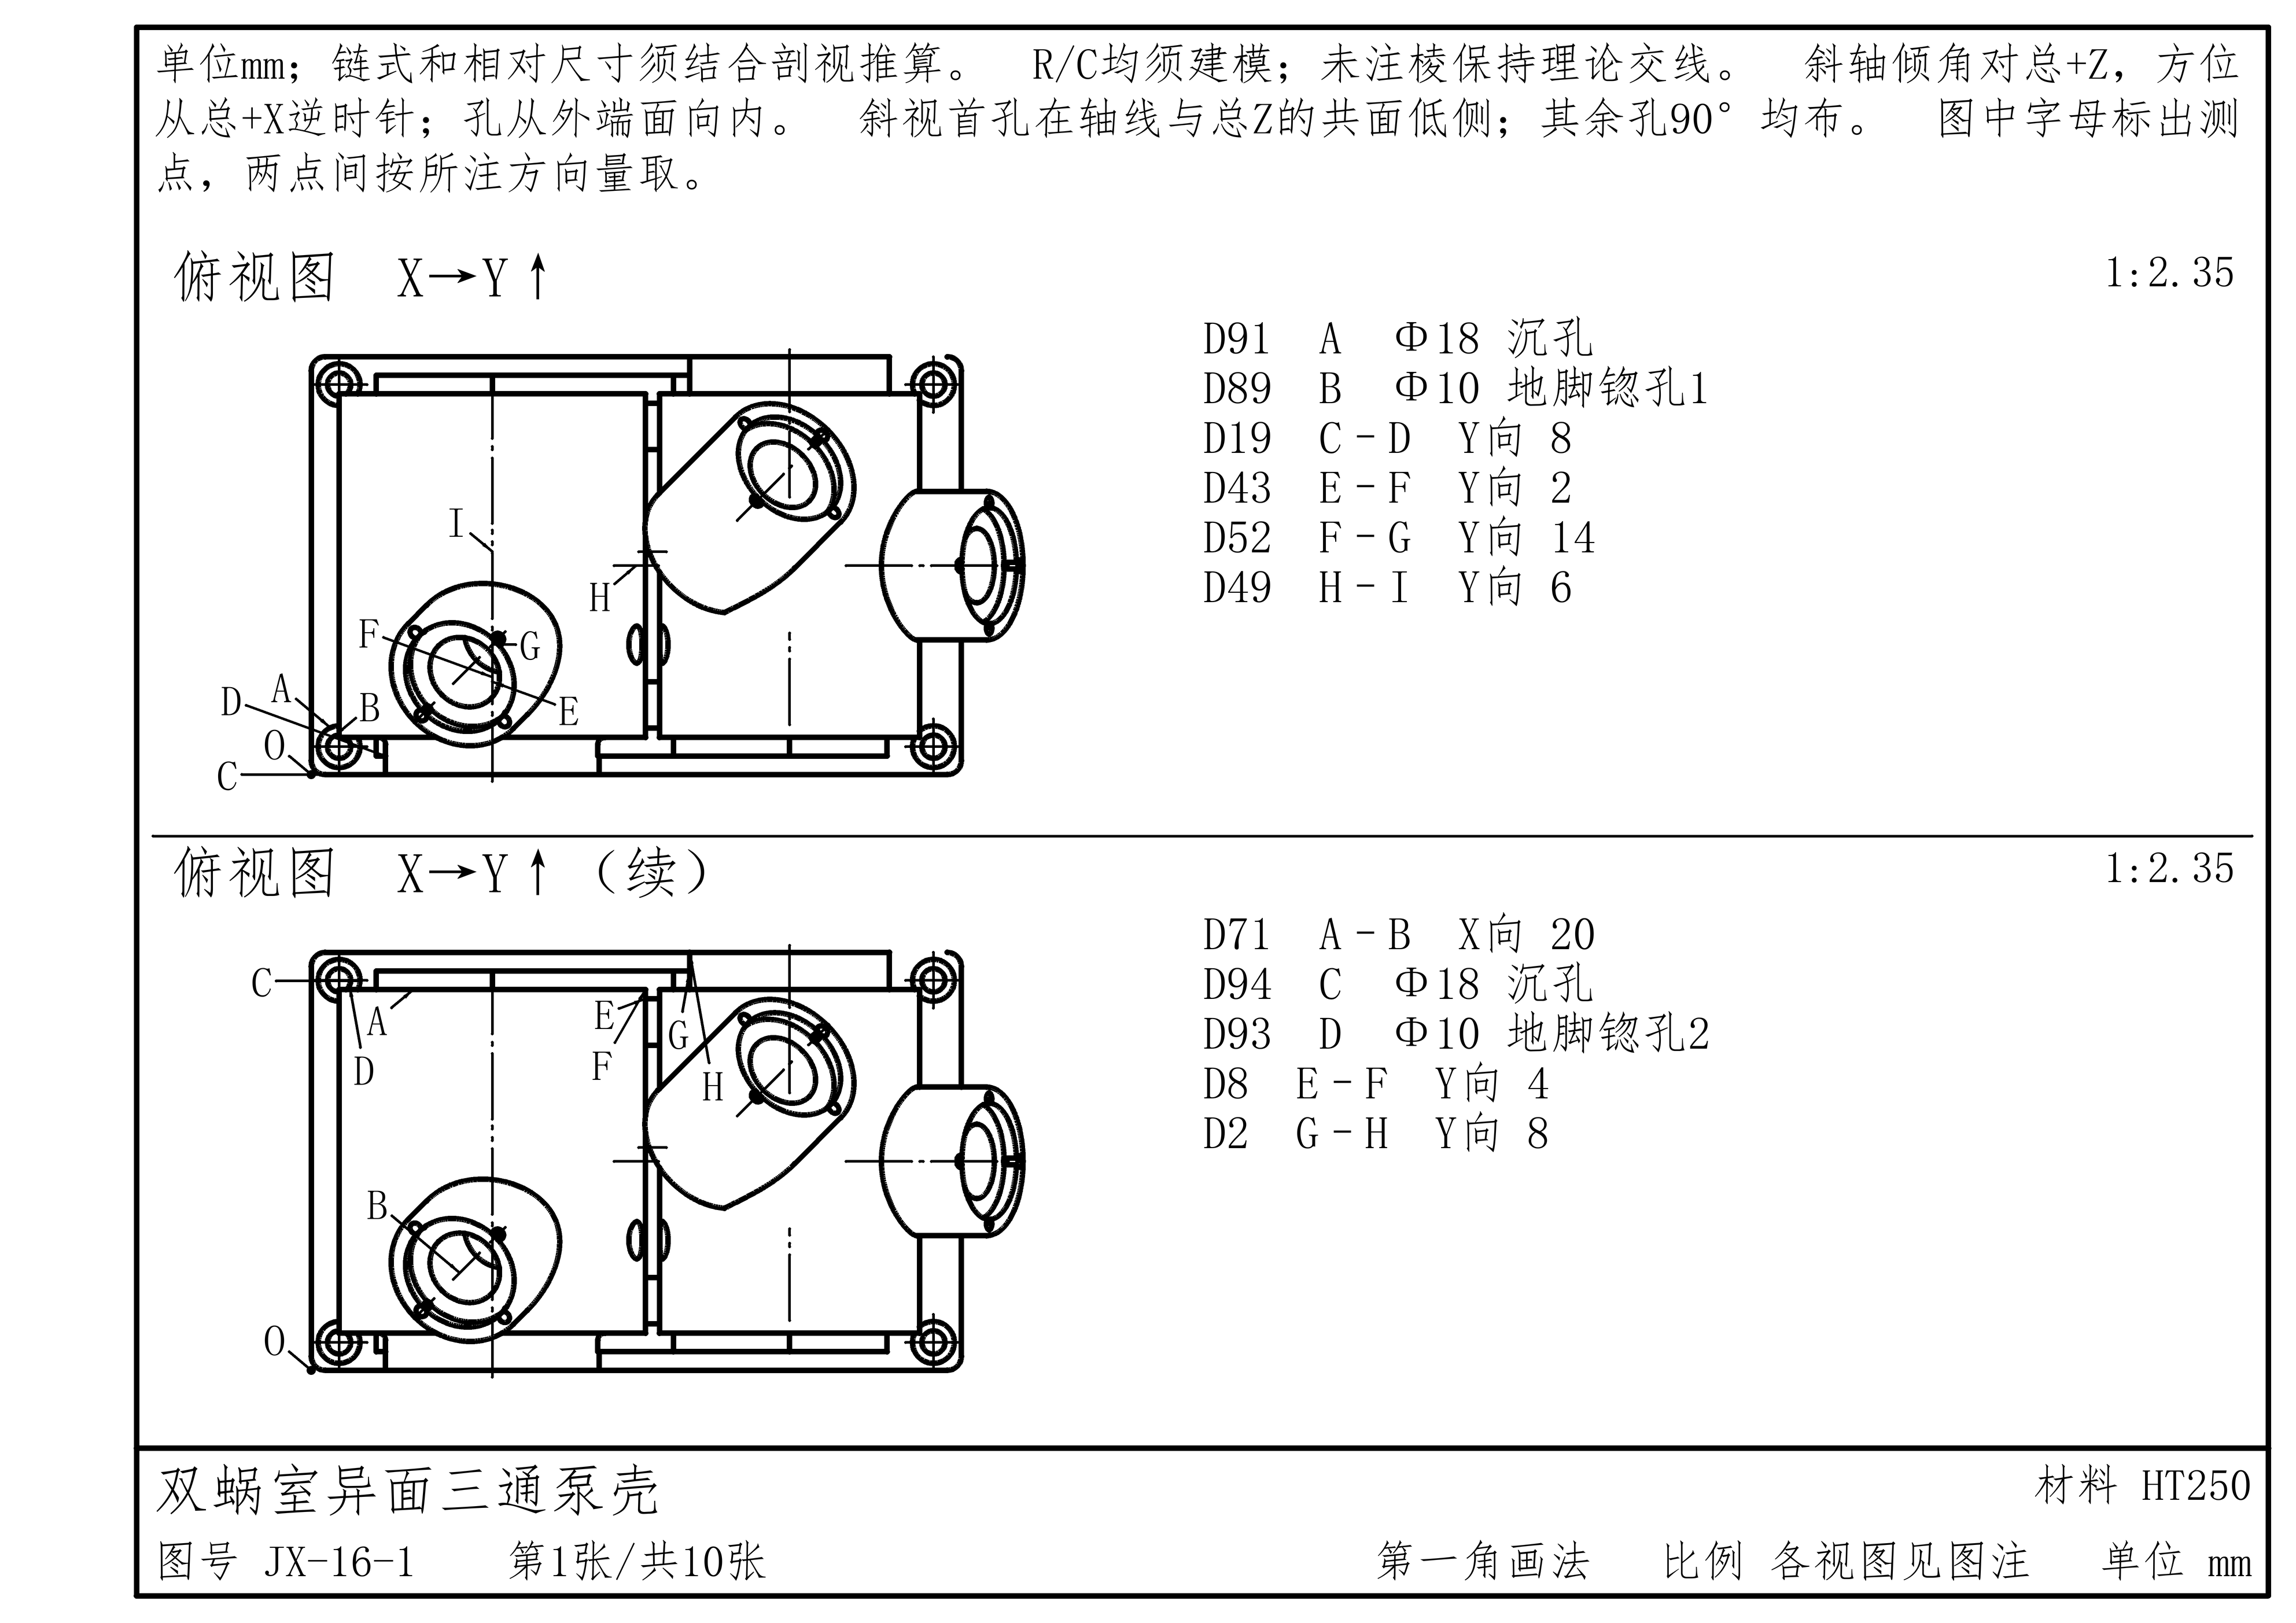 单位mm；链式和相对尺寸须结合剖视推算。 R/C均须建模；未注棱保持理论交线。 斜轴倾角对总+Z，方位
从总+X逆时针；孔从外端面向内。 斜视首孔在轴线与总Z的共面低侧；其余孔90°均布。 图中字母标出测
点，两点间按所注方向量取。
俯视图 X→Y↑
1:2.35
D91 A Φ18 沉孔
D89 B Φ10 地脚锪孔1
D19 C-D Y向 8
D43 E-F Y向 2
D52 F-G Y向 14
D49 H-I Y向 6
I
H
F
G
A
D
B
E
O
C
俯视图 X→Y↑（续）
1:2.35
D71 A-B X向 20
D94 C Φ18 沉孔
D93 D Φ10 地脚锪孔2
D8 E-F Y向 4
D2 G-H Y向 8
C
A
E
G
D
F
H
B
O
双蜗室异面三通泵壳
材料 HT250
图号 JX-16-1 第1张/共10张
第一角画法 比例 各视图见图注 单位 mm